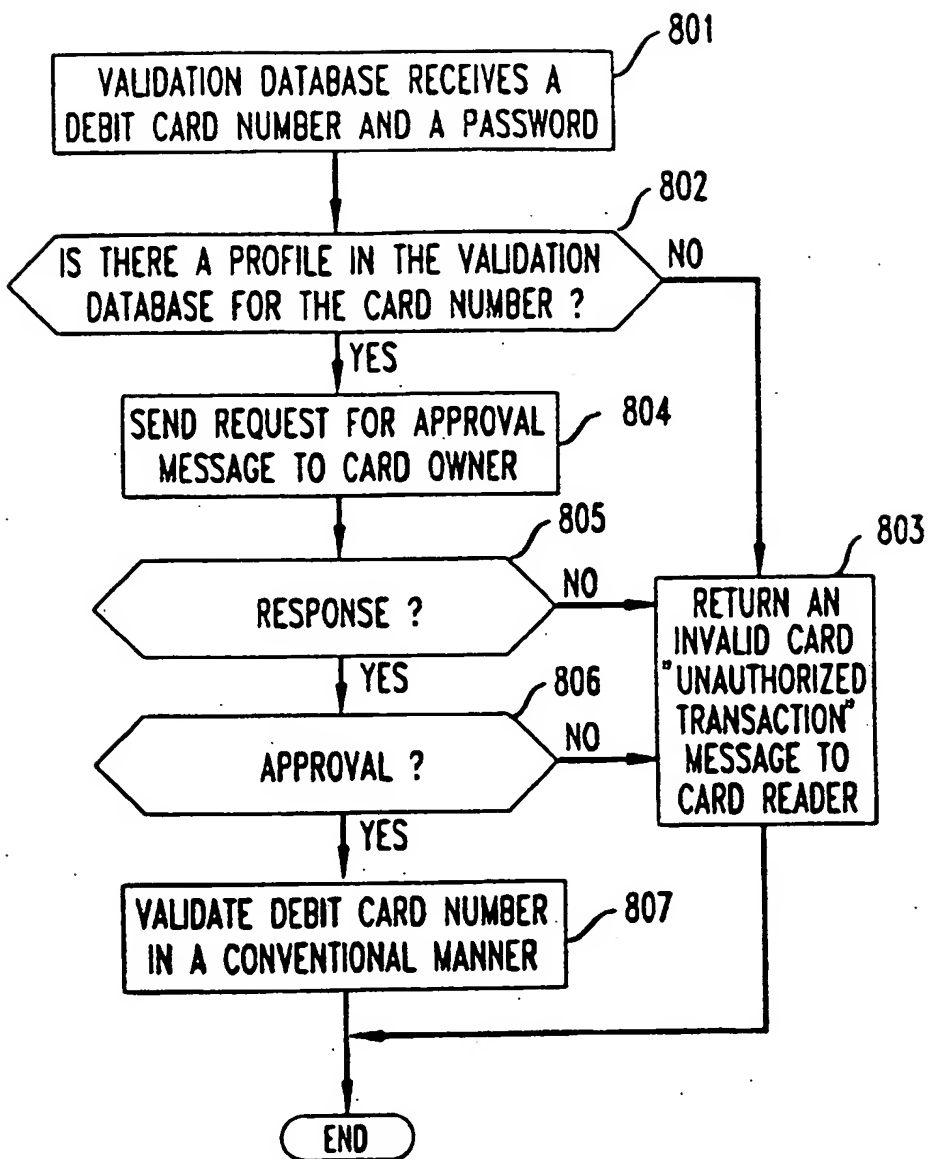 801
VALIDATION DATABASE RECEIVES A
DEBIT CARD NUMBER AND A PASSWORD
802
IS THERE A PROFILE IN THE VALIDATION
DATABASE FOR THE CARD NUMBER ?
NO
YES
SEND REQUEST FOR APPROVAL
MESSAGE TO CARD OWNER
804
805
RESPONSE ?
NO
YES
803
RETURN AN
INVALID CARD
"UNAUTHORIZED
TRANSACTION"
MESSAGE TO
CARD READER
806
APPROVAL ?
NO
YES
VALIDATE DEBIT CARD NUMBER
IN A CONVENTIONAL MANNER
807
END